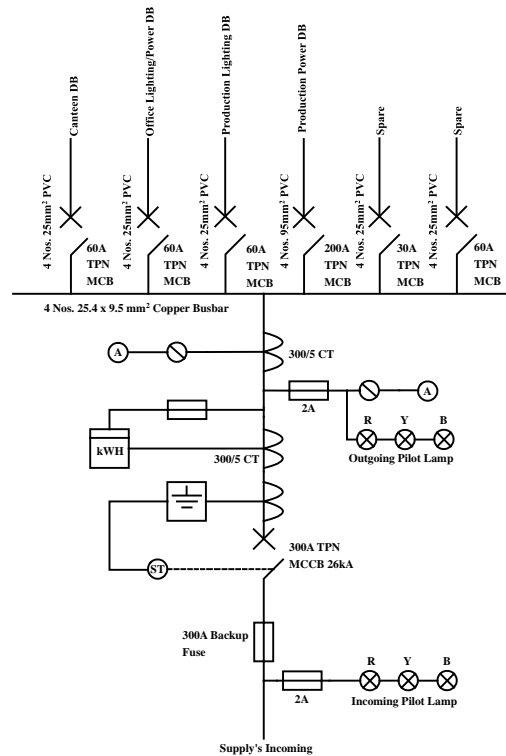 Canteen DB
Office Lighting/Power DB
Production Lighting DB
Production Power DB
Spare
Spare
4 Nos. 25mm² PVC
4 Nos. 25mm² PVC
4 Nos. 25mm² PVC
4 Nos. 95mm² PVC
4 Nos. 25mm² PVC
4 Nos. 25mm² PVC
60A
TPN
MCB
60A
TPN
MCB
60A
TPN
MCB
200A
TPN
MCB
30A
TPN
MCB
60A
TPN
MCB
4 Nos. 25.4 x 9.5 mm² Copper Busbar
300/5 CT
A
2A
A
R Y B
Outgoing Pilot Lamp
kWH
300/5 CT
300A TPN
MCCB 26kA
ST
300A Backup
Fuse
2A
R Y B
Incoming Pilot Lamp
Supply's Incoming